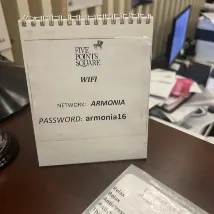 FIVE
POINTS
SQUARE
WIFI
NETWORK: ARMONIA
PASSWORD: armonia16